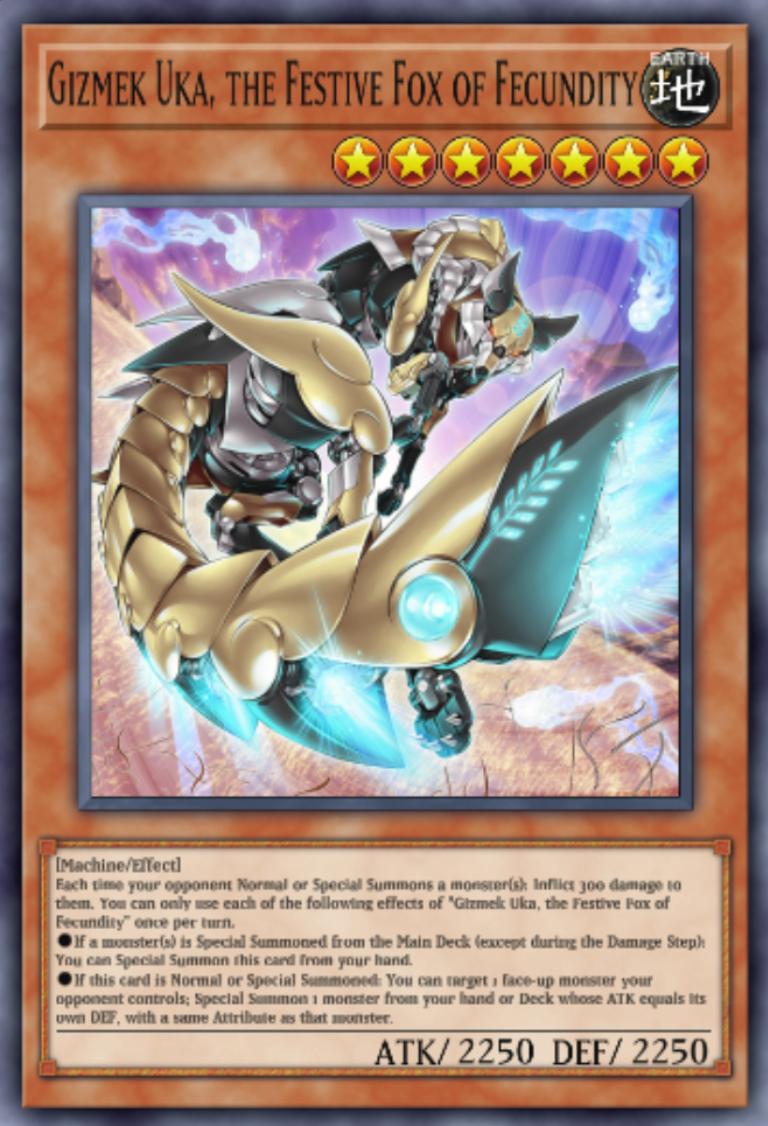 GIZMEK UKA, THE FESTIVE FOX OF FECUNDITY
EARTH
地
[Machine/Effect]
Each time your opponent Normal or Special Summons a monster(s): Inflict 300 damage to
them. You can only use each of the following effects of "Gizmek Uka, the Festive Fox of
Fecundity" once per turn.
●If a monster(s) is Special Summoned from the Main Deck (except during the Damage Step):
You can Special Summon this card from your hand.
●If this card is Normal or Special Summoned: You can target 1 face-up monster your
opponent controls; Special Summon 1 monster from your hand or Deck whose ATK equals its
own DEF, with a same Attribute as that monster.
ATK/ 2250 DEF/ 2250